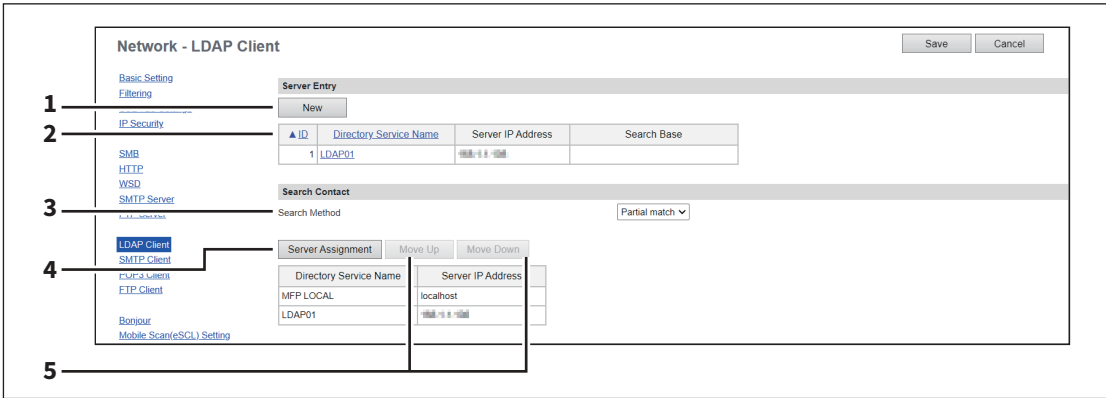 Network - LDAP Client
Save
Cancel
Basic Setting
Filtering
IP Security
SMB
HTTP
WSD
SMTP Server
LDAP Client
SMTP Client
POP3 Client
FTP Client
Bonjour
Mobile Scan(eSCL) Setting
1
2
3
4
5
Server Entry
New
▲ID Directory Service Name Server IP Address Search Base
1 LDAP01
Search Contact
Search Method Partial match
Server Assignment Move Up Move Down
Directory Service Name Server IP Address
MFP LOCAL localhost
LDAP01